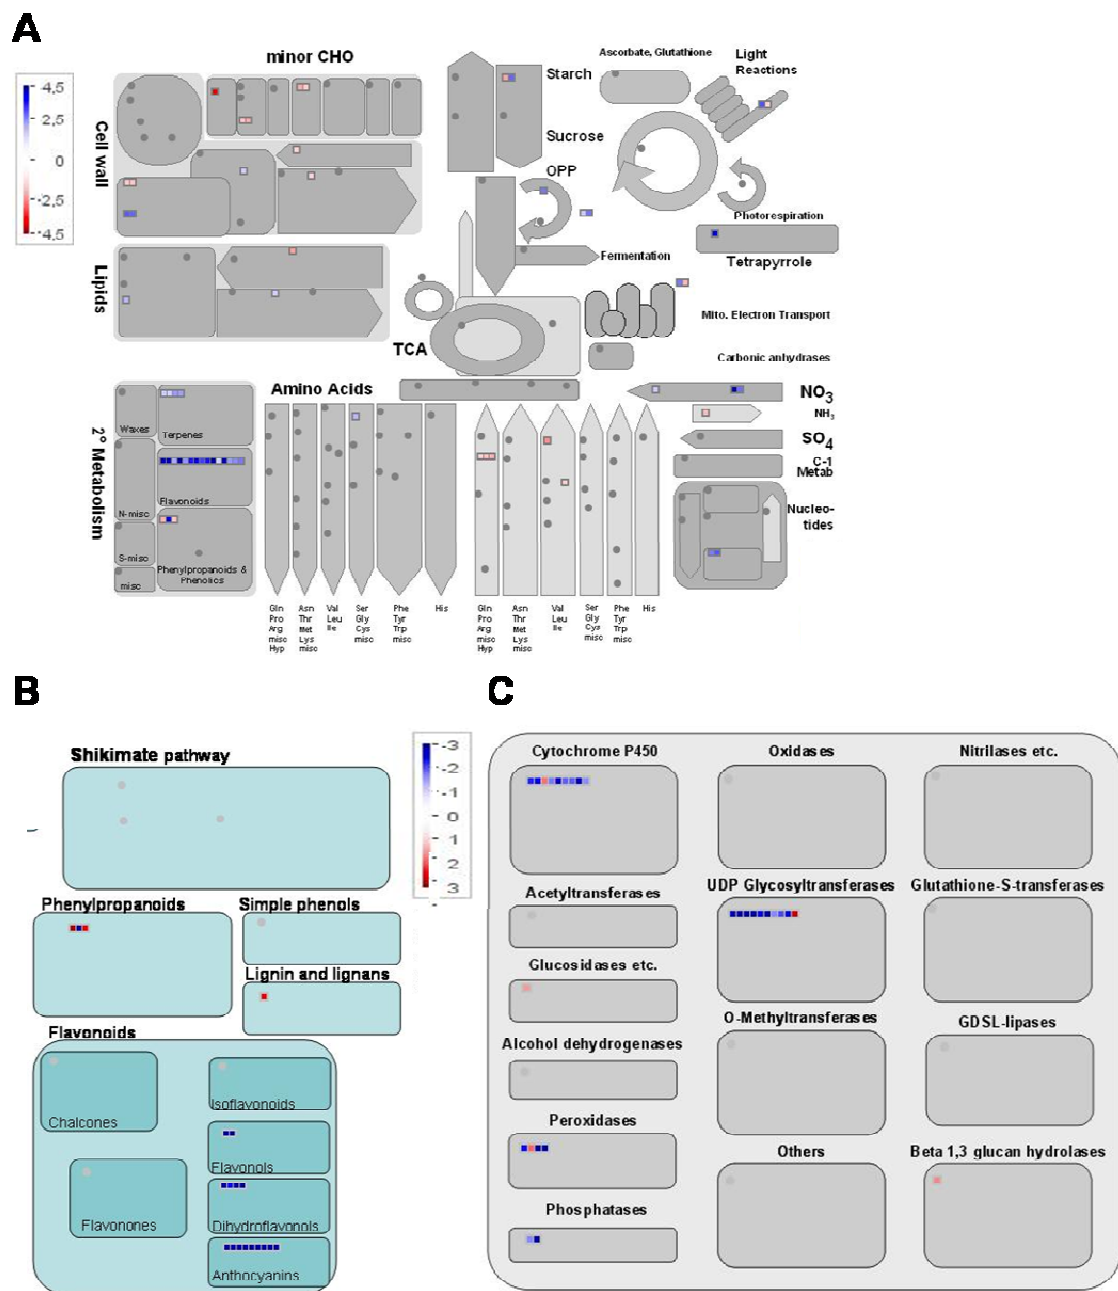 A
minor CHO
Ascorbate, Glutathione
Light
Reactions
Starch
Sucrose
OPP
4,5
2,5
0
-2,5
-4,5
Cell wall
Photorespiration
Tetrapyrrole
Fermentation
Lipids
Mito. Electron Transport
TCA
Carbonic anhydrases
Amino Acids
NO3
NH3
SO4
C-1
Metab
Nucleo-
tides
2° Metabolism
Waxes
Terpenes
Flavonoids
N-misc
S-misc
misc
Phenylpropanoids &
Phenolics
Gln
Pro
Arg
misc
Hyp
Asn
Thr
Met
Lys
misc
Val
Leu
Ile
Ser
Gly
Cys
misc
Phe
Tyr
Trp
misc
His
Gln
Pro
Arg
misc
Hyp
Asn
Thr
Met
Lys
misc
Val
Leu
Ile
Ser
Gly
Cys
misc
Phe
Tyr
Trp
misc
His
B
Shikimate pathway
-3
-2
-1
0
1
2
3
Phenylpropanoids
Simple phenols
Lignin and lignans
Flavonoids
Chalcones
Isoflavonoids
Flavonols
Flavonones
Dihydroflavonols
Anthocyanins
C
Cytochrome P450
Oxidases
Nitrilases etc.
Acetyltransferases
UDP Glycosyltransferases
Glutathione-S-transferases
Glucosidases etc.
O-Methyltransferases
GDSL-lipases
Alcohol dehydrogenases
Peroxidases
Others
Beta 1,3 glucan hydrolases
Phosphatases